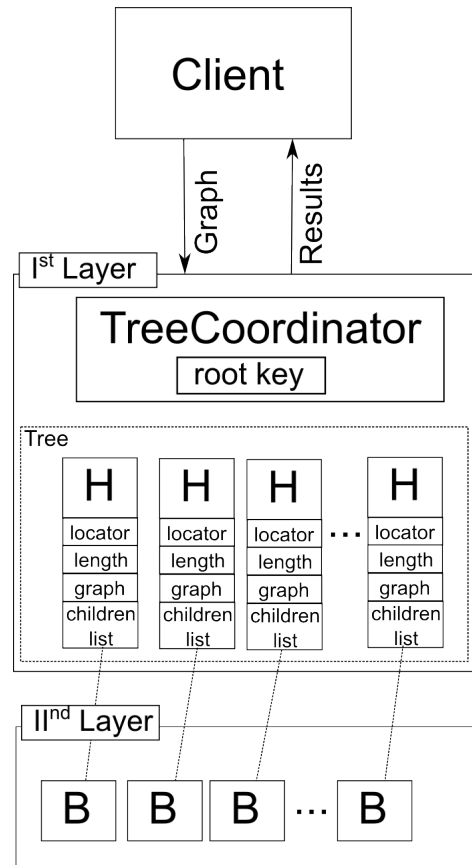 Client
Graph
Results
Ist Layer
TreeCoordinator
root key
Tree
H H H H
locator locator locator ... locator
length length length length
graph graph graph graph
children children children children
list list list list
IInd Layer
B B B ... B